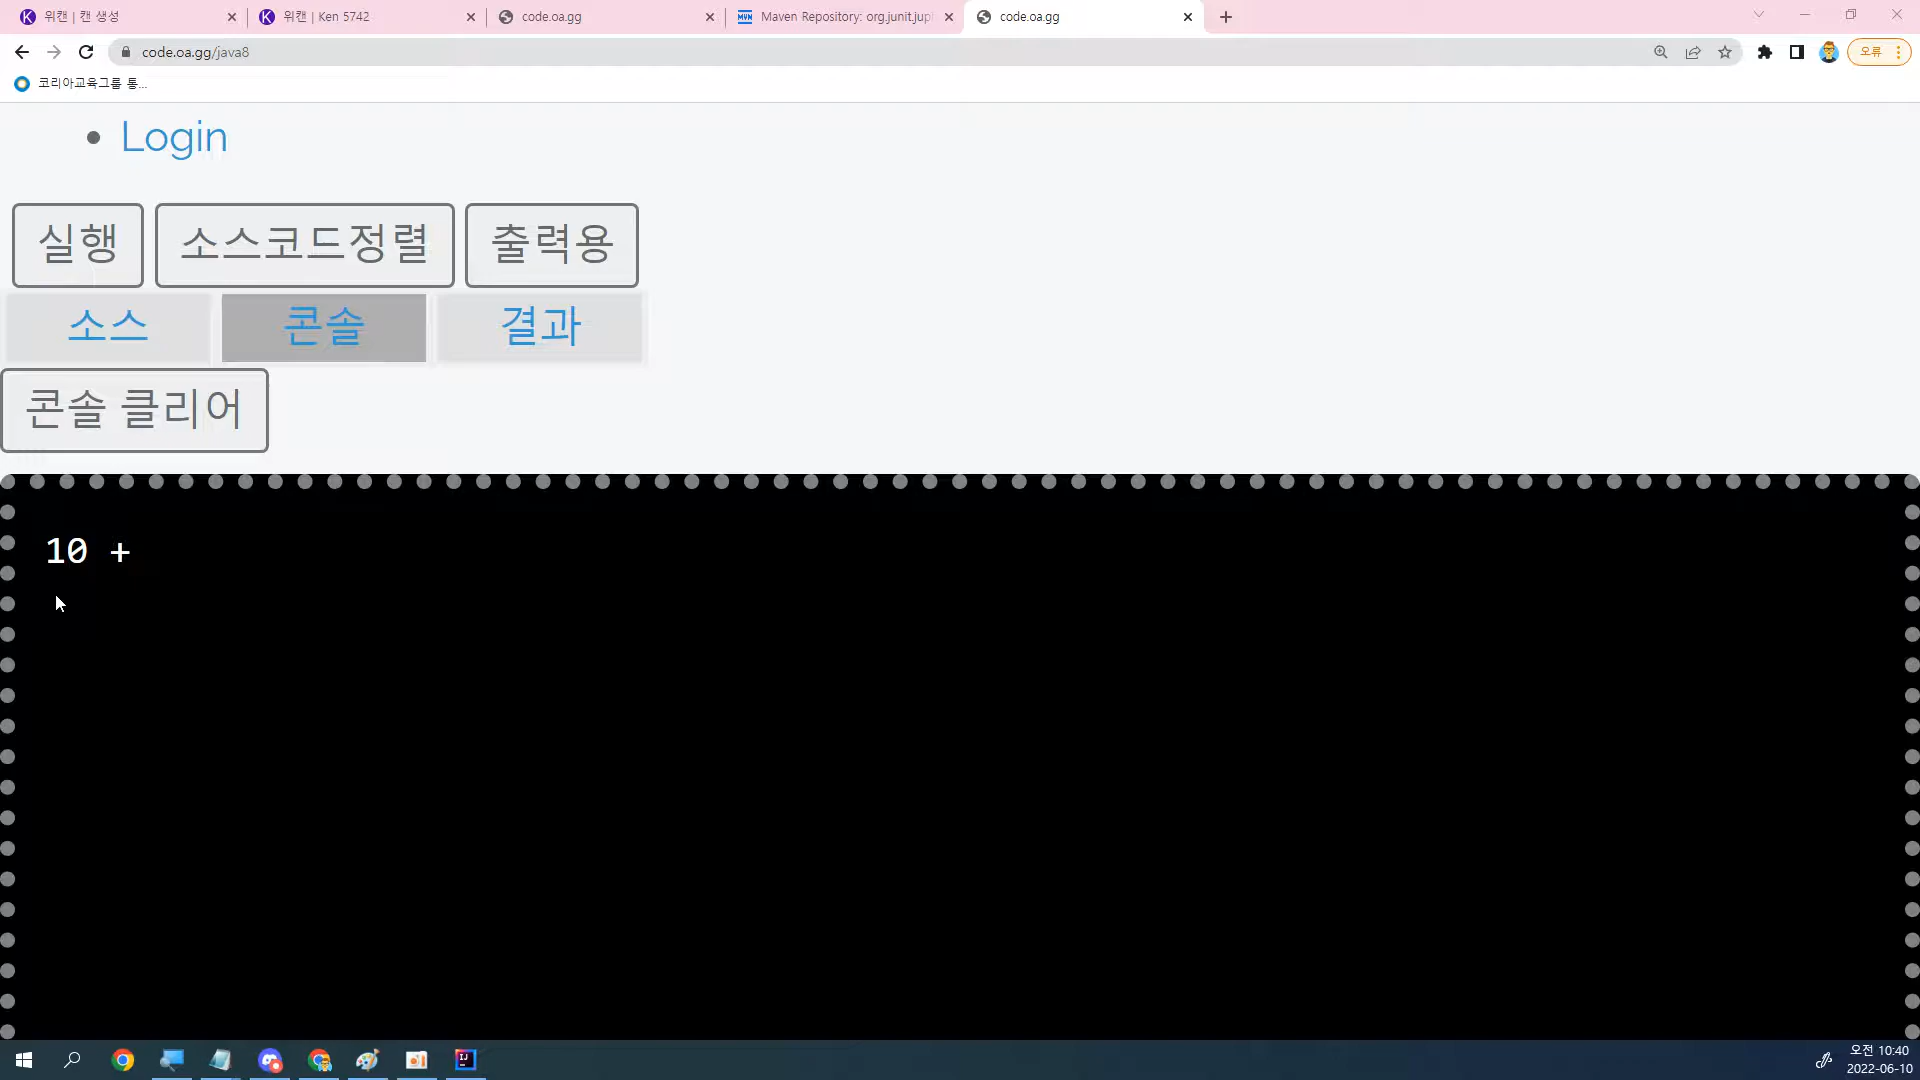 위캔 | 캔 생성
위캔 | Ken 5742
code.oa.gg
Maven Repository: org.junit.jupi
code.oa.gg
code.oa.gg/java8
오류
코리아교육그룹 통...
Login
실행 소스코드정렬 출력용
소스 콘솔 결과
콘솔 클리어
10 +
오전 10:40
2022-06-10